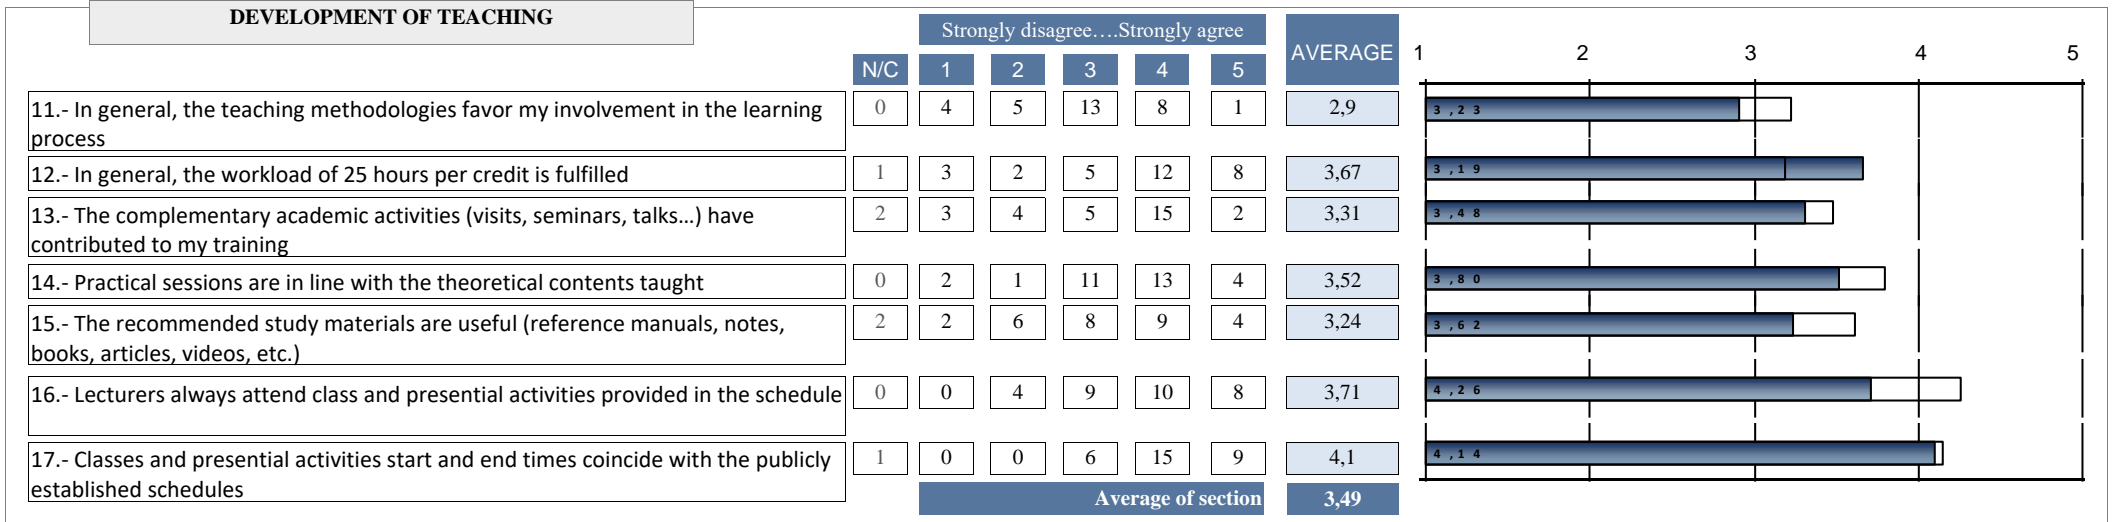 DEVELOPMENT OF TEACHING
Strongly disagree….Strongly agree
AVERAGE
1 2 3 4 5
N/C 1 2 3 4 5
11.- In general, the teaching methodologies favor my involvement in the learning
process
0 4 5 13 8 1 2,9 3,23
12.- In general, the workload of 25 hours per credit is fulfilled 1 3 2 5 12 8 3,67 3,19
13.- The complementary academic activities (visits, seminars, talks…) have
contributed to my training
2 3 4 5 15 2 3,31 3,48
14.- Practical sessions are in line with the theoretical contents taught 0 2 1 11 13 4 3,52 3,80
15.- The recommended study materials are useful (reference manuals, notes,
books, articles, videos, etc.)
2 2 6 8 9 4 3,24 3,62
16.- Lecturers always attend class and presential activities provided in the schedule 0 0 4 9 10 8 3,71 4,26
17.- Classes and presential activities start and end times coincide with the publicly
established schedules
1 0 0 6 15 9 4,1 4,14
Average of section 3,49